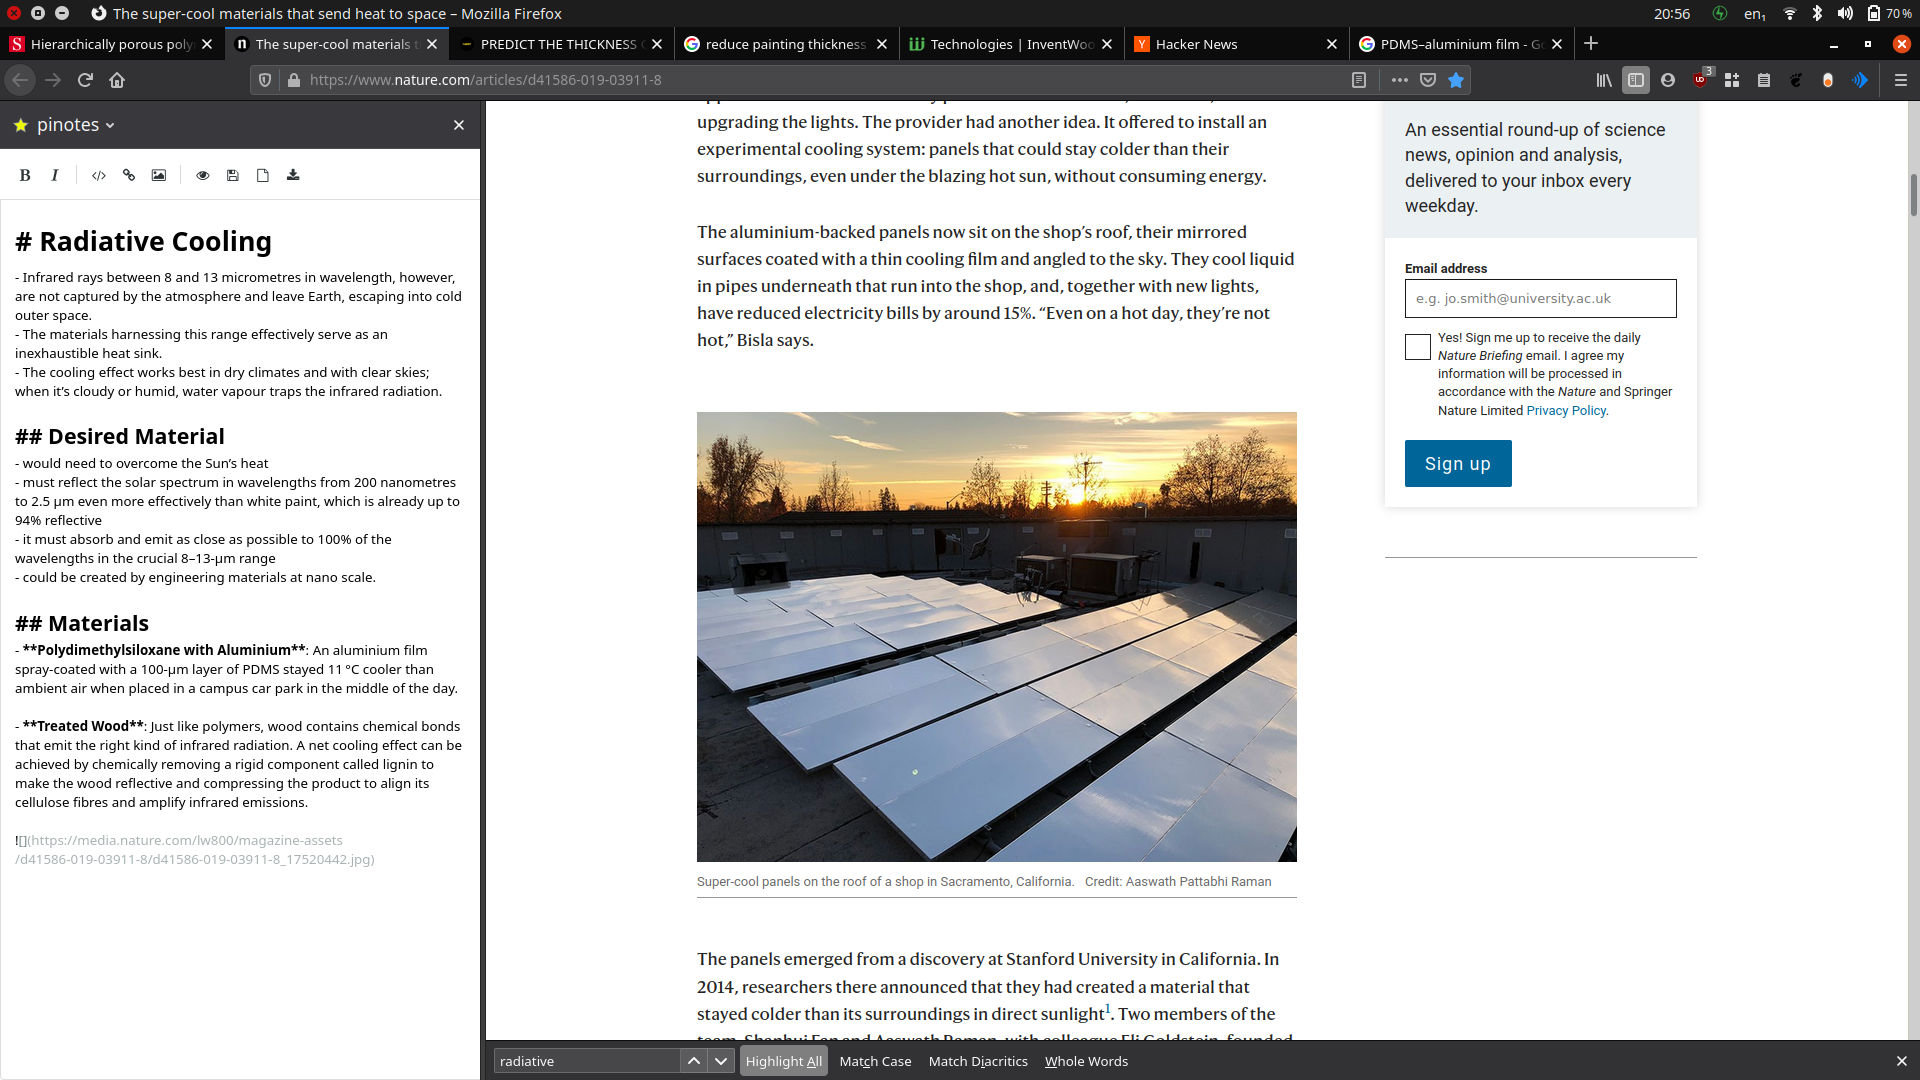 The super-cool materials that send heat to space – Mozilla Firefox
20:56
en1
70 %
Hierarchically porous poly
The super-cool materials t
PREDICT THE THICKNESS
reduce painting thickness
Technologies | InventWoo
Hacker News
PDMS–aluminium film - Go
https://www.nature.com/articles/d41586-019-03911-8
3
pinotes
B I
# Radiative Cooling
- Infrared rays between 8 and 13 micrometres in wavelength, however,
are not captured by the atmosphere and leave Earth, escaping into cold
outer space.
- The materials harnessing this range effectively serve as an
inexhaustible heat sink.
- The cooling effect works best in dry climates and with clear skies;
when it’s cloudy or humid, water vapour traps the infrared radiation.
## Desired Material
- would need to overcome the Sun’s heat
- must reflect the solar spectrum in wavelengths from 200 nanometres
to 2.5 μm even more effectively than white paint, which is already up to
94% reflective
- it must absorb and emit as close as possible to 100% of the
wavelengths in the crucial 8–13-μm range
- could be created by engineering materials at nano scale.
## Materials
- **Polydimethylsiloxane with Aluminium**: An aluminium film
spray-coated with a 100-μm layer of PDMS stayed 11 °C cooler than
ambient air when placed in a campus car park in the middle of the day.
- **Treated Wood**: Just like polymers, wood contains chemical bonds
that emit the right kind of infrared radiation. A net cooling effect can be
achieved by chemically removing a rigid component called lignin to
make the wood reflective and compressing the product to align its
cellulose fibres and amplify infrared emissions.
![](https://media.nature.com/lw800/magazine-assets
/d41586-019-03911-8/d41586-019-03911-8_17520442.jpg)
upgrading the lights. The provider had another idea. It offered to install an
experimental cooling system: panels that could stay colder than their
surroundings, even under the blazing hot sun, without consuming energy.
The aluminium-backed panels now sit on the shop’s roof, their mirrored
surfaces coated with a thin cooling film and angled to the sky. They cool liquid
in pipes underneath that run into the shop, and, together with new lights,
have reduced electricity bills by around 15%. “Even on a hot day, they’re not
hot,” Bisla says.
Super-cool panels on the roof of a shop in Sacramento, California. Credit: Aaswath Pattabhi Raman
The panels emerged from a discovery at Stanford University in California. In
2014, researchers there announced that they had created a material that
stayed colder than its surroundings in direct sunlight1. Two members of the
team, Shanhui Fan and Aaswath Raman, with colleague Eli Goldstein, founded
An essential round-up of science
news, opinion and analysis,
delivered to your inbox every
weekday.
Email address
e.g. jo.smith@university.ac.uk
Yes! Sign me up to receive the daily
Nature Briefing email. I agree my
information will be processed in
accordance with the Nature and Springer
Nature Limited Privacy Policy.
Sign up
radiative
Highlight All
Match Case
Match Diacritics
Whole Words